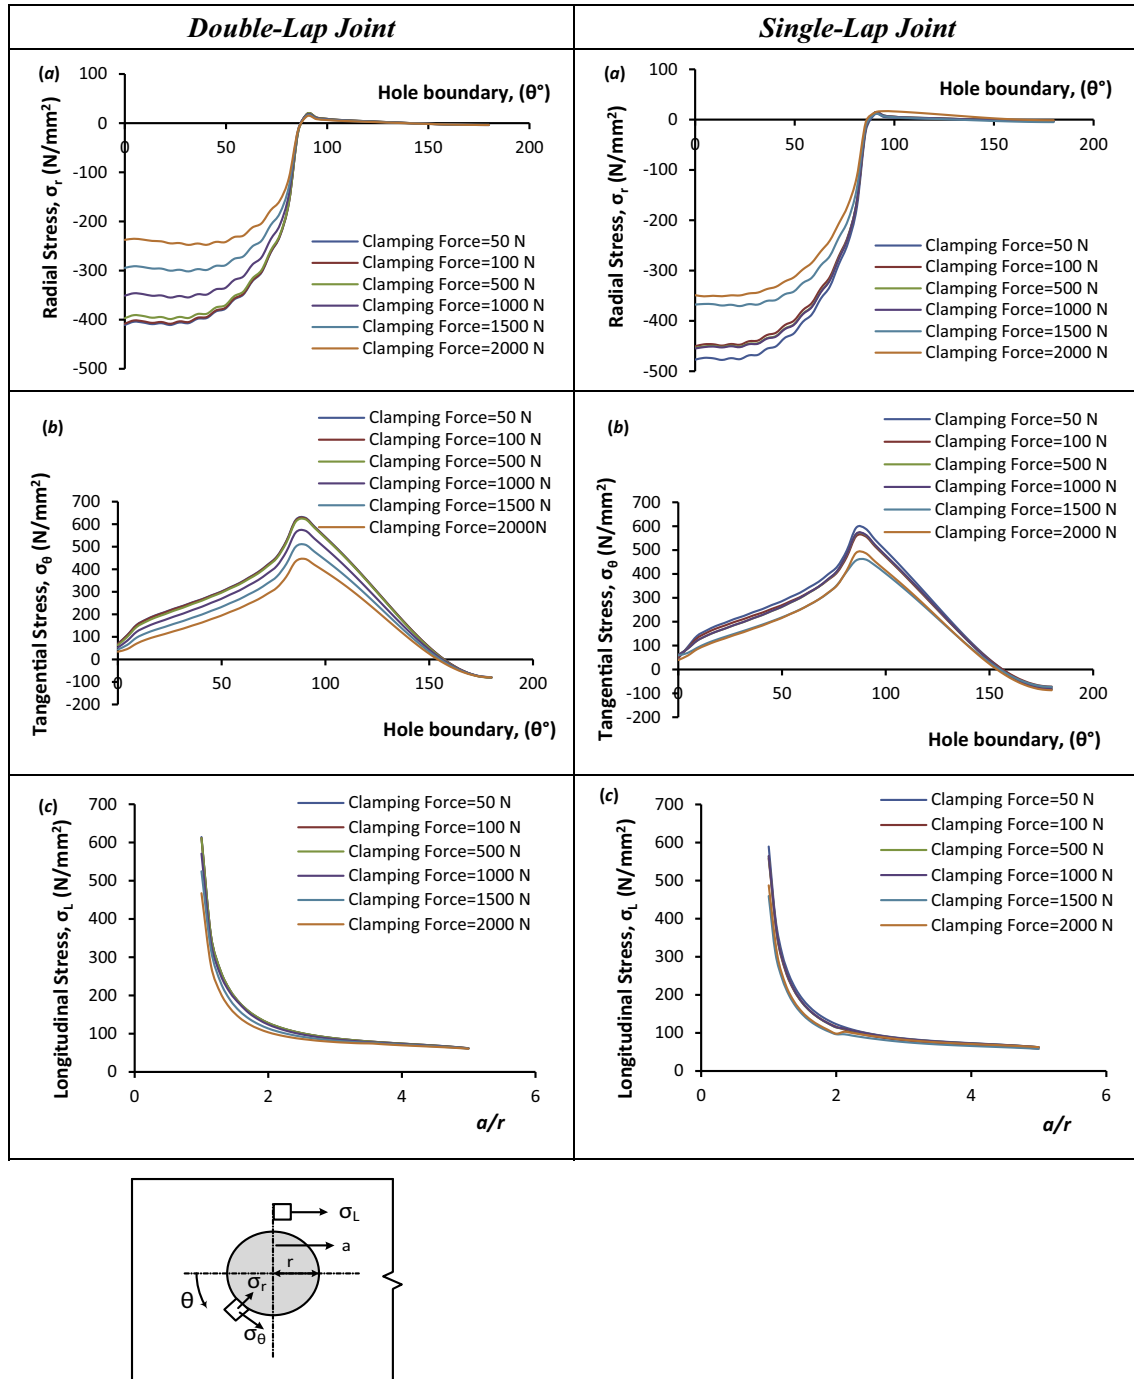 Double-Lap Joint
Single-Lap Joint
(a)
Hole boundary, (θ°)
Radial Stress, σr (N/mm²)
100
0
-100
-200
-300
-400
-500
0
50
100
150
200
Clamping Force=50 N
Clamping Force=100 N
Clamping Force=500 N
Clamping Force=1000 N
Clamping Force=1500 N
Clamping Force=2000 N
(a)
Hole boundary, (θ°)
Radial Stress, σr (N/mm²)
100
0
-100
-200
-300
-400
-500
0
50
100
150
200
Clamping Force=50 N
Clamping Force=100 N
Clamping Force=500 N
Clamping Force=1000 N
Clamping Force=1500 N
Clamping Force=2000 N
(b)
Clamping Force=50 N
Clamping Force=100 N
Clamping Force=500 N
Clamping Force=1000 N
Clamping Force=1500 N
Clamping Force=2000N
Tangential Stress, σθ (N/mm²)
700
600
500
400
300
200
100
0
-100
-200
0
50
100
150
200
Hole boundary, (θ°)
(b)
Clamping Force=50 N
Clamping Force=100 N
Clamping Force=500 N
Clamping Force=1000 N
Clamping Force=1500 N
Clamping Force=2000 N
Tangential Stress, σθ (N/mm²)
700
600
500
400
300
200
100
0
-100
-200
0
50
100
150
200
Hole boundary, (θ°)
(c)
Clamping Force=50 N
Clamping Force=100 N
Clamping Force=500 N
Clamping Force=1000 N
Clamping Force=1500 N
Clamping Force=2000 N
Longitudinal Stress, σL (N/mm²)
700
600
500
400
300
200
100
0
0
2
4
6
a/r
(c)
Clamping Force=50 N
Clamping Force=100 N
Clamping Force=500 N
Clamping Force=1000 N
Clamping Force=1500 N
Clamping Force=2000 N
Longitudinal Stress, σL (N/mm²)
700
600
500
400
300
200
100
0
0
2
4
6
a/r
σL
a
r
σr
θ
σθ